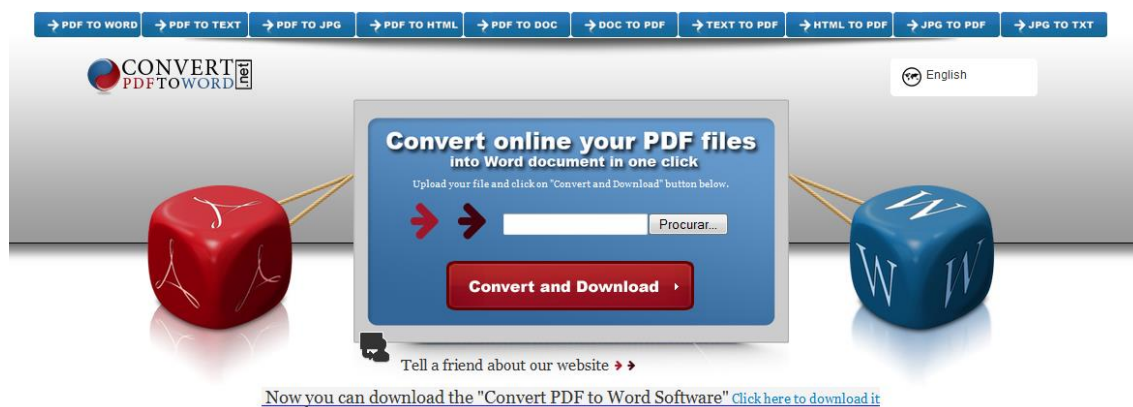 PDF TO WORD PDF TO TEXT PDF TO JPG PDF TO HTML PDF TO DOC DOC TO PDF TEXT TO PDF HTML TO PDF JPG TO PDF JPG TO TXT
CONVERT
PDFTOWORD .net
English
Convert online your PDF files
into Word document in one click
Upload your file and click on "Convert and Download" button below.
Procurar...
Convert and Download
W
W W
Tell a friend about our website
Now you can download the "Convert PDF to Word Software" Click here to download it